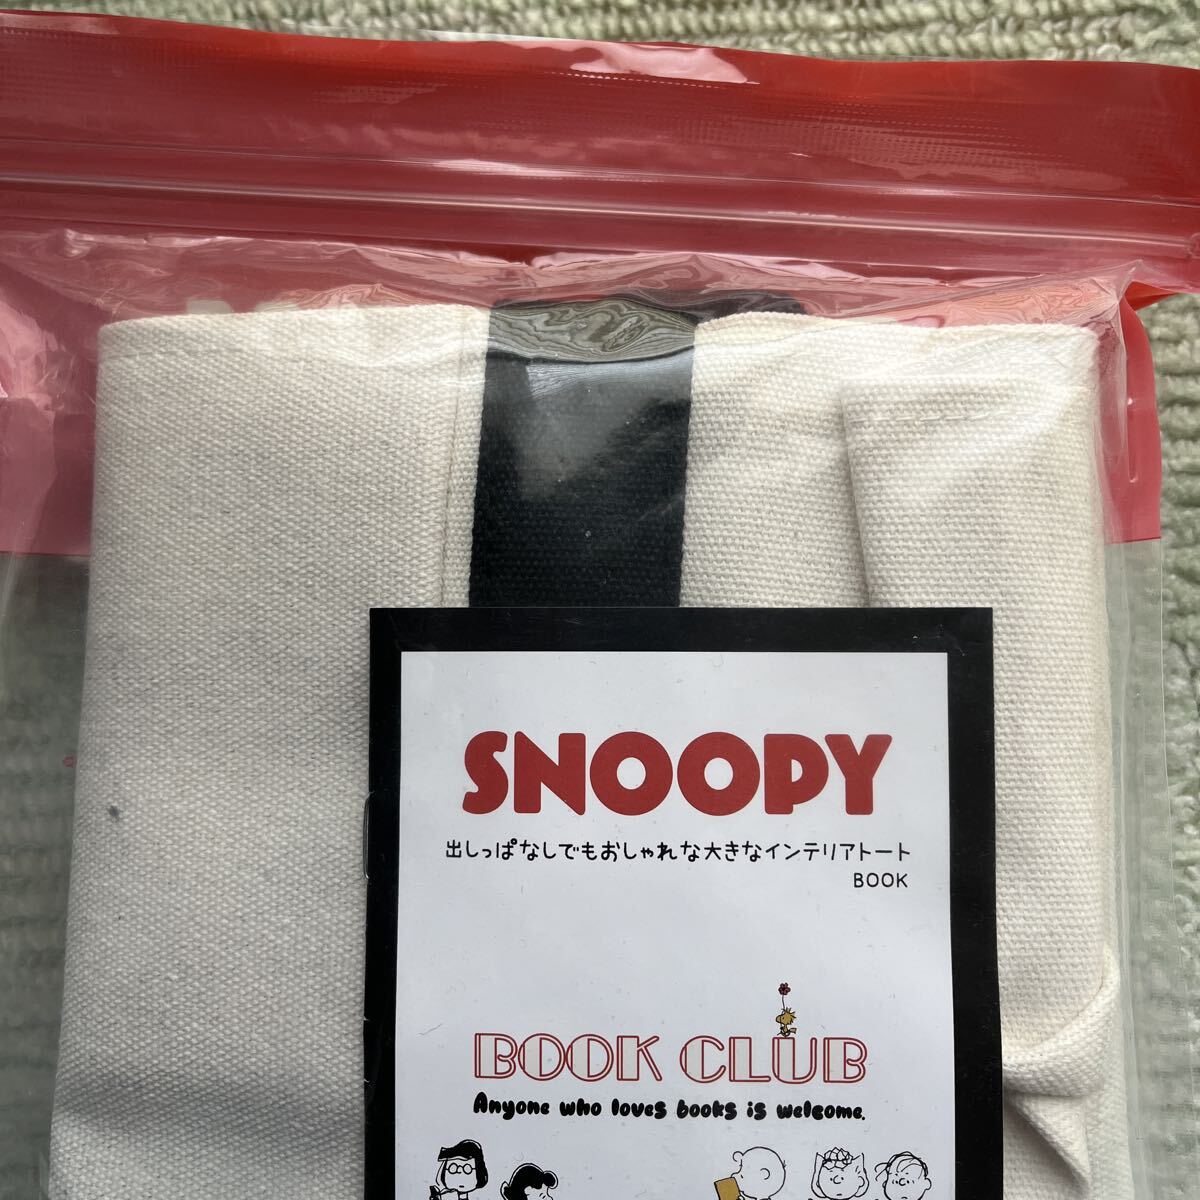 SNOOPY
出しっぱなしでもおしゃれな大きなインテリアトート
BOOK
BOOK CLUB
Anyone who loves books is welcome.